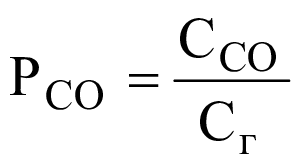 P_CO = C_CO / C_г